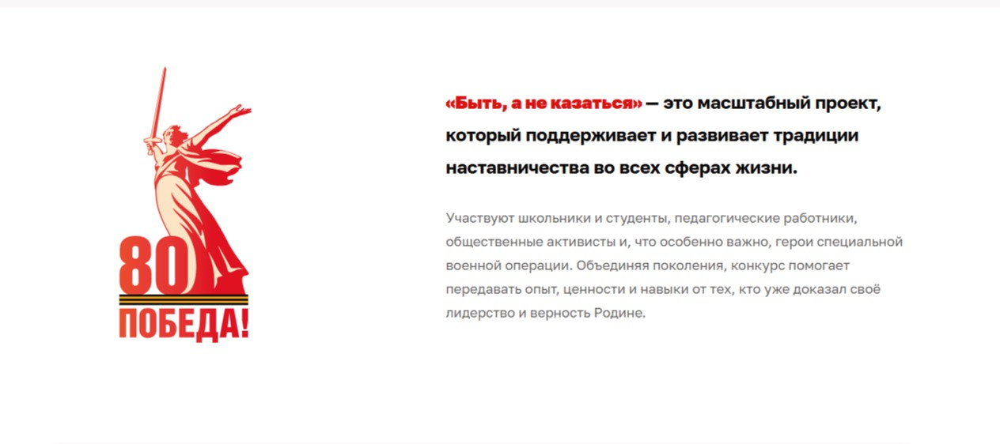 80
ПОБЕДА!
«Быть, а не казаться» — это масштабный проект,
который поддерживает и развивает традиции
наставничества во всех сферах жизни.
Участвуют школьники и студенты, педагогические работники,
общественные активисты и, что особенно важно, герои специальной
военной операции. Объединяя поколения, конкурс помогает
передавать опыт, ценности и навыки от тех, кто уже доказал своё
лидерство и верность Родине.